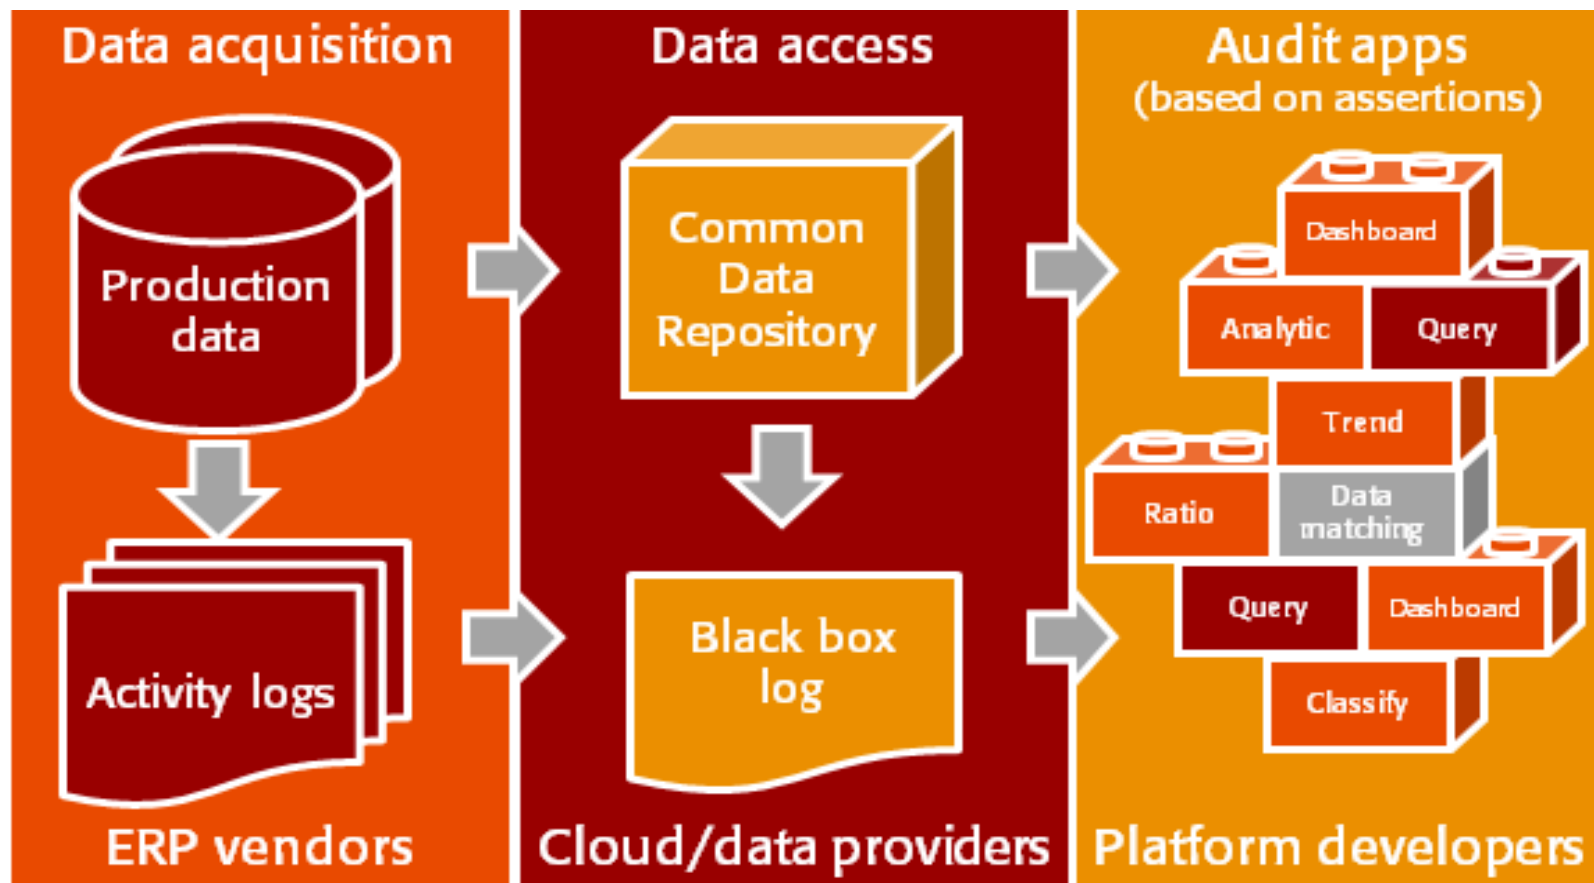 Data acquisition
Production
data
Activity logs
ERP vendors
Data access
Common
Data
Repository
Black box
log
Cloud/data providers
Audit apps
(based on assertions)
Dashboard
Analytic
Query
Trend
Ratio
Data
matching
Query
Dashboard
Classify
Platform developers